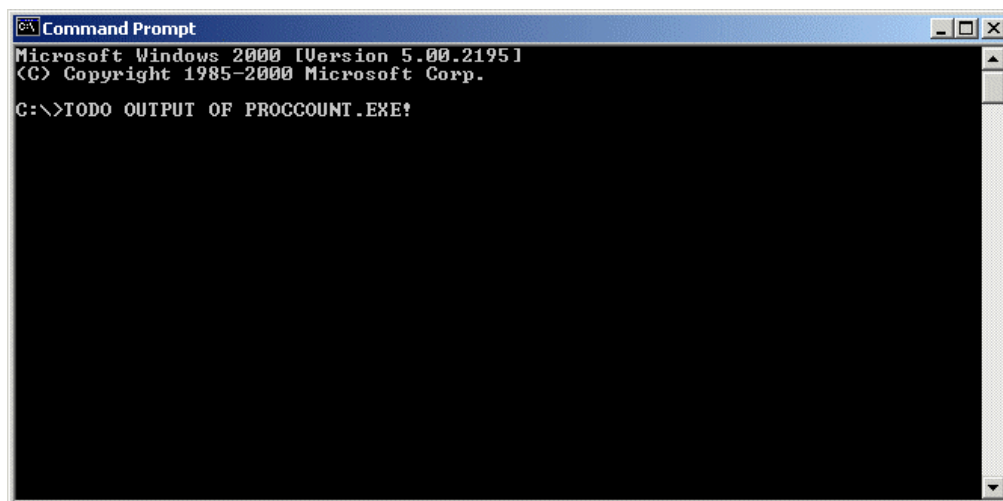 Command Prompt
Microsoft Windows 2000 [Version 5.00.2195]
(C) Copyright 1985-2000 Microsoft Corp.
C:\>TODO OUTPUT OF PROCCOUNT.EXE!